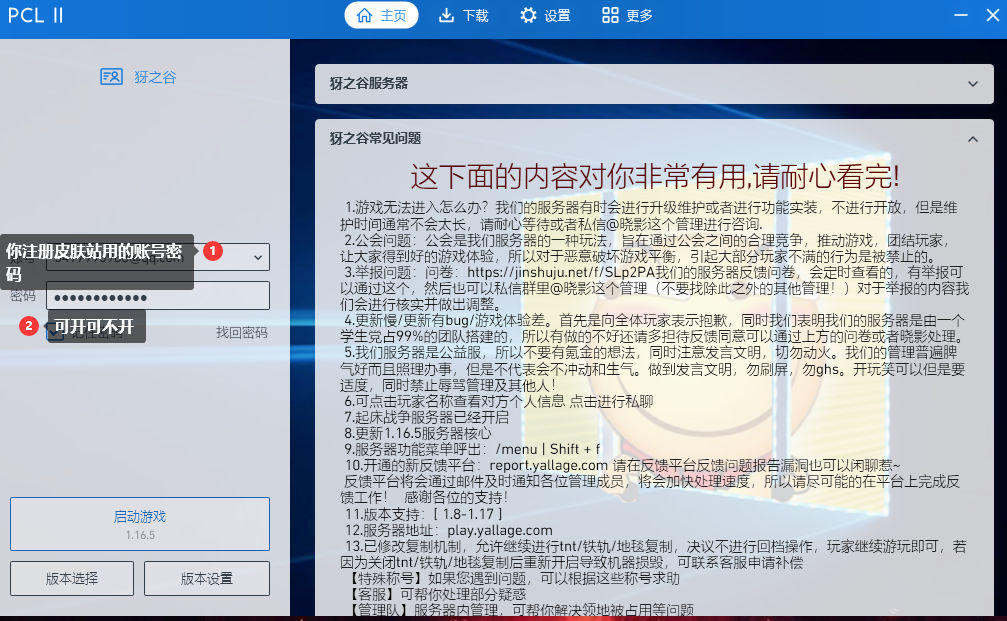 PCL II
主页
下载
设置
更多
犽之谷
你注册皮肤站用的账号密
码
1
密码
2
可开可不开
找回密码
启动游戏
1.16.5
版本选择
版本设置
犽之谷服务器
犽之谷常见问题
这下面的内容对你非常有用,请耐心看完!
1.游戏无法进入怎么办？我们的服务器有时会进行升级维护或者进行功能实装，不进行开放，但是维
护时间通常不会太长，请耐心等待或者私信@晓影这个管理进行咨询.
2.公会问题：公会是我们服务器的一种玩法，旨在通过公会之间的合理竞争，推动游戏，团结玩家，
让大家得到好的游戏体验，所以对于恶意破坏游戏平衡，引起大部分玩家不满的行为是被禁止的。
3.举报问题：问卷：https://jinshuju.net/f/SLp2PA我们的服务器反馈问卷，会定时查看的，有举报可
以通过这个，然后也可以私信群里@晓影这个管理（不要找除此之外的其他管理！）对于举报的内容我
们会进行核实并做出调整。
4.更新慢/更新有bug/游戏体验差。首先是向全体玩家表示抱歉，同时我们表明我们的服务器是由一个
学生党占99%的团队搭建的，所以有做的不好还请多担待反馈同意可以通过上方的问卷或者晓影处理。
5.我们服务器是公益服，所以不要有氪金的想法，同时注意发言文明，切勿动火。我们的管理普遍脾
气好而且照理办事，但是不代表会不冲动和生气。做到发言文明，勿刷屏，勿ghs。开玩笑可以但是要
适度，同时禁止辱骂管理及其他人！
6.可点击玩家名称查看对方个人信息 点击进行私聊
7.起床战争服务器已经开启
8.更新1.16.5服务器核心
9.服务器功能菜单呼出：/menu | Shift + f
10.开通的新反馈平台：report.yallage.com 请在反馈平台反馈问题报告漏洞也可以闲聊惹~
反馈平台将会通过邮件及时通知各位管理成员，将会加快处理速度，所以请尽可能的在平台上完成反
馈工作！ 感谢各位的支持！
11.版本支持：[ 1.8-1.17 ]
12.服务器地址：play.yallage.com
13.已修改复制机制，允许继续进行tnt/铁轨/地毯复制，决议不进行回档操作，玩家继续游玩即可，若
因为关闭tnt/铁轨/地毯复制后重新开启导致机器损毁，可联系客服申请补偿
【特殊称号】如果您遇到问题，可以根据这些称号求助
【客服】可帮你处理部分疑惑
【管理队】服务器内管理，可帮你解决领地被占用等问题